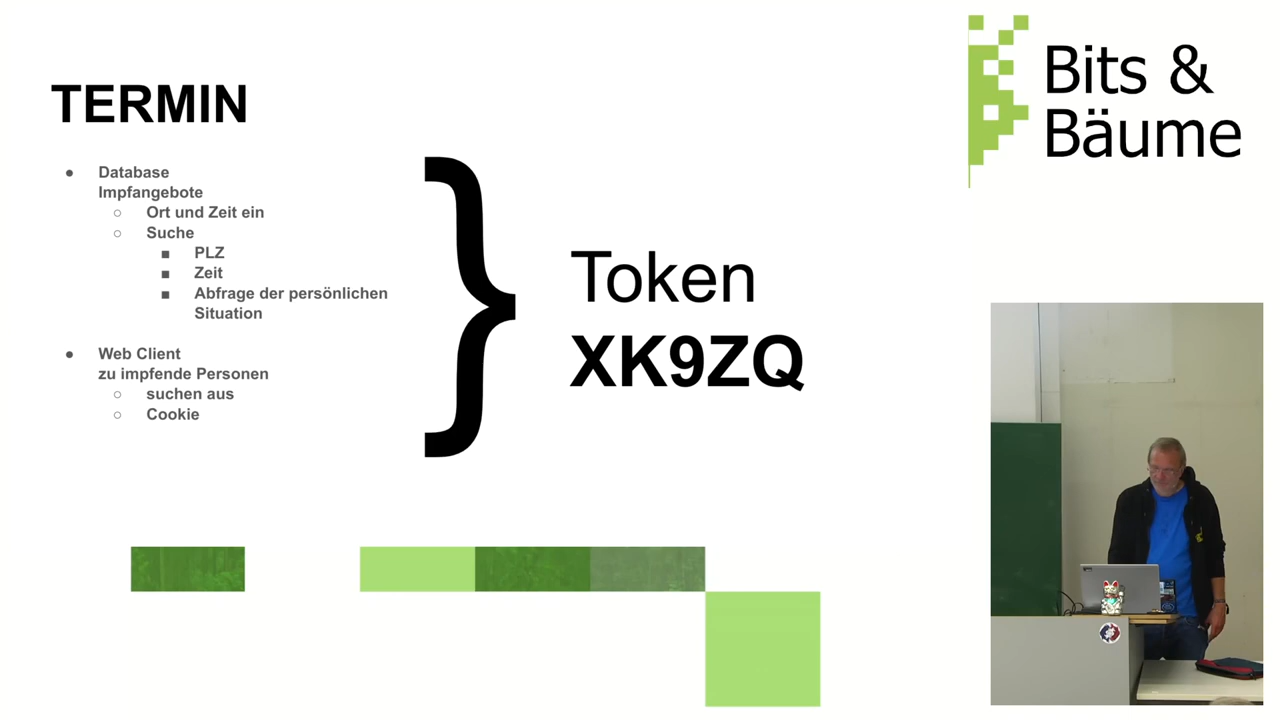 TERMIN
● Database
Impfangebote
○ Ort und Zeit ein
○ Suche
■ PLZ
■ Zeit
■ Abfrage der persönlichen
Situation
● Web Client
zu impfende Personen
○ suchen aus
○ Cookie
}
Token
XK9ZQ
Bits &
Bäume